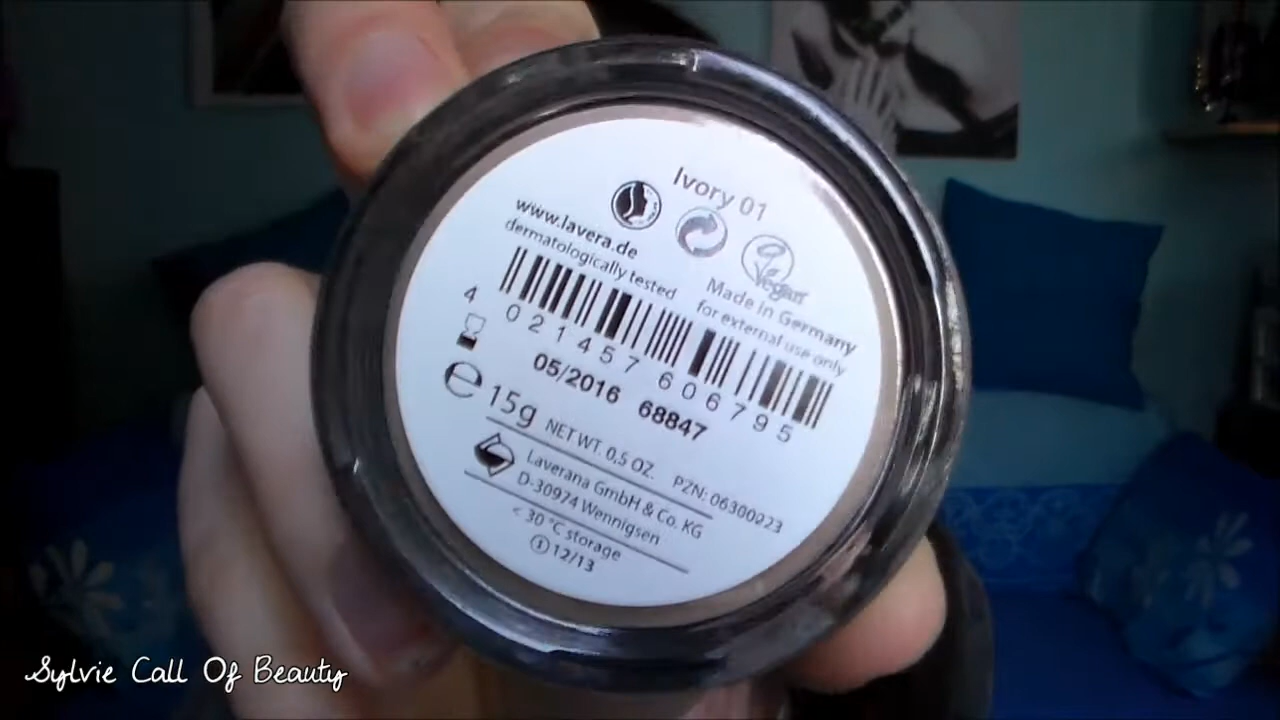 Ivory 01
www.lavera.de
dermatologically tested
Vegan
Made in Germany
for external use only
4 021457 606795
05/2016 68847
℮ 15g NET WT. 0,5 OZ. PZN: 06300923
Laverana GmbH & Co. KG
D-30974 Wennigsen
< 30 °C storage
12/13
Sylvie Call Of Beauty